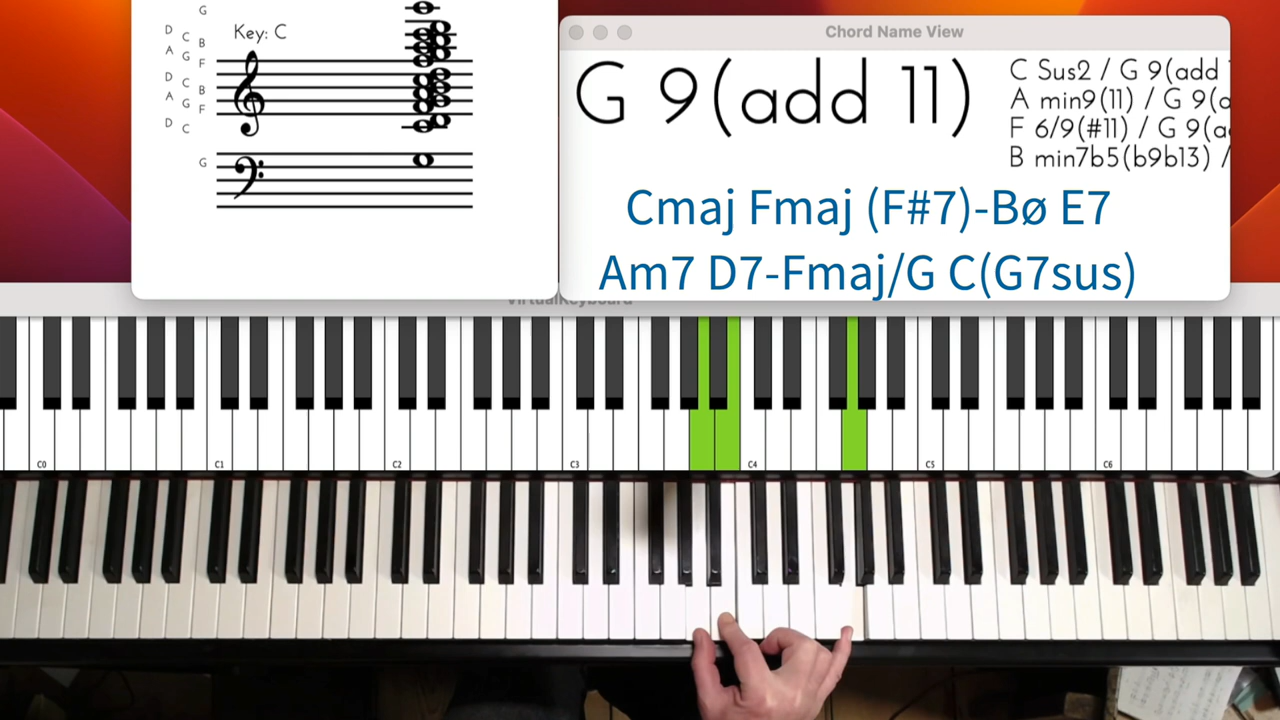 G
Key: C
D
C
B
A
G
F
D
C
B
A
G
F
D
C
G
Chord Name View
G 9(add 11)
C Sus2 / G 9(add
A min9(11) / G 9(a
F 6/9(#11) / G 9(a
B min7b5(b9b13) /
Cmaj Fmaj (F#7)-Bø E7
Am7 D7-Fmaj/G C(G7sus)
VirtualKeyboard
C0 C1 C2 C3 C4 C5 C6